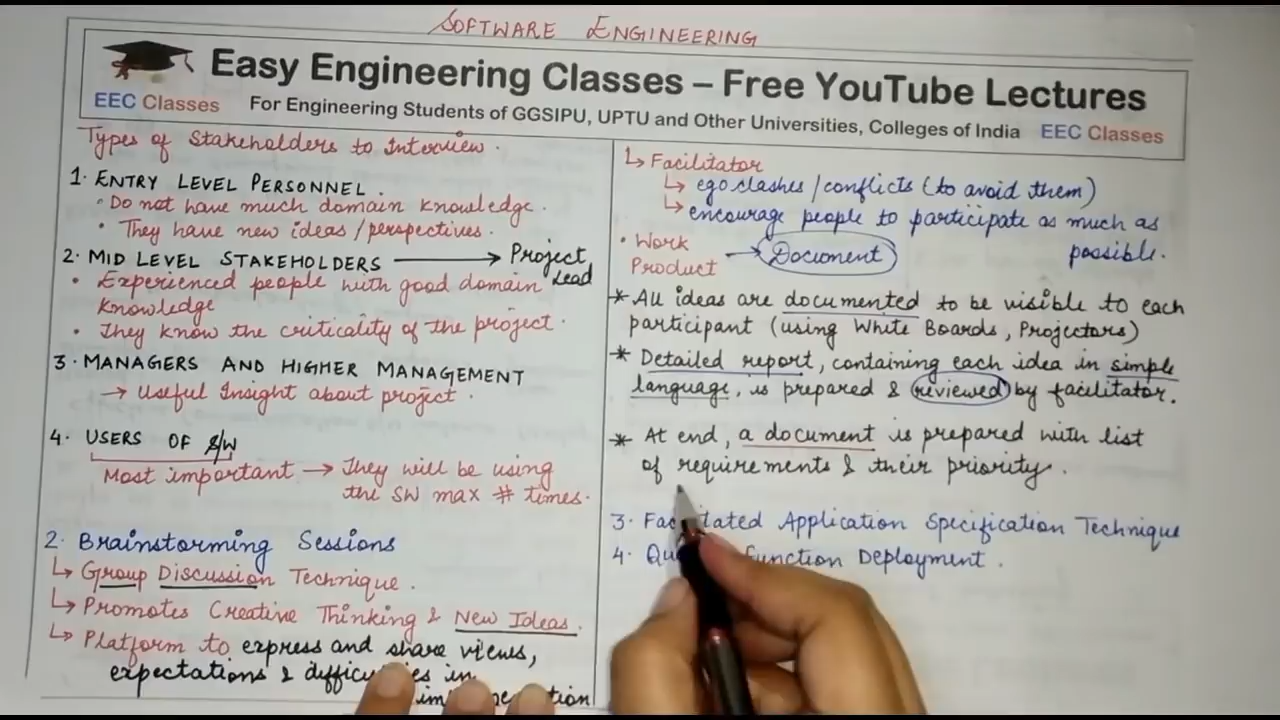 SOFTWARE ENGINEERING
Easy Engineering Classes – Free YouTube Lectures
EEC Classes For Engineering Students of GGSIPU, UPTU and Other Universities, Colleges of India EEC Classes
Types of Stakeholders to Interview.
1. ENTRY LEVEL PERSONNEL.
• Do not have much domain knowledge.
• They have new ideas/perspectives.
2. MID LEVEL STAKEHOLDERS → Project
Lead
• Experienced people with good domain
knowledge
• They know the criticality of the project.
3. MANAGERS AND HIGHER MANAGEMENT
→ Useful Insight about project.
4. USERS OF S/W
Most important → They will be using
the SW max # times.
2. Brainstorming Sessions
↳ Group Discussion Technique.
↳ Promotes Creative Thinking & New Ideas.
↳ Platform to express and share views,
expectations & in
↳ Facilitator
↳ ego clashes/conflicts (to avoid them)
↳ encourage people to participate as much as
possible.
• Work
Product → Document
* All ideas are documented to be visible to each
participant (using White Boards, Projectors)
* Detailed report, containing each idea in simple
language, is prepared & reviewed by facilitator.
* At end, a document is prepared with list
of requirements & their priority.
3. Application Specification Technique
4. Function Deployment.